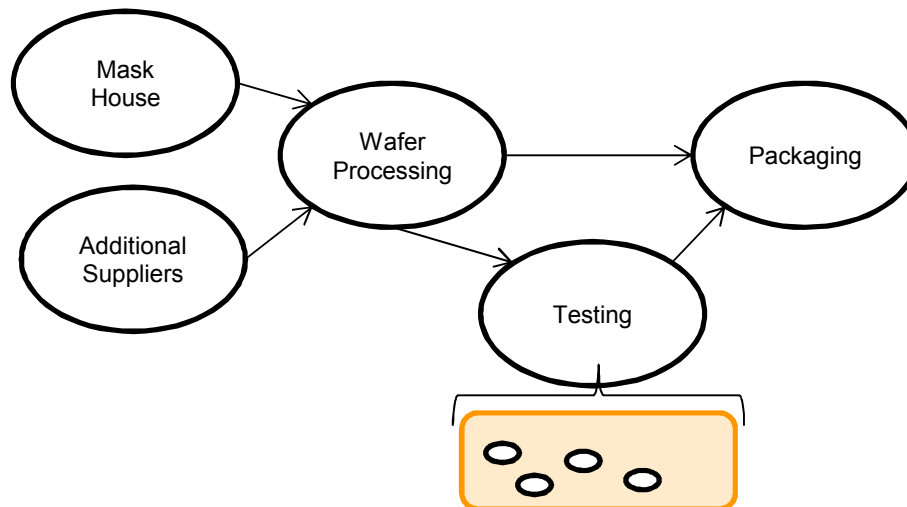 Mask
House
Wafer
Processing
Packaging
Additional
Suppliers
Testing